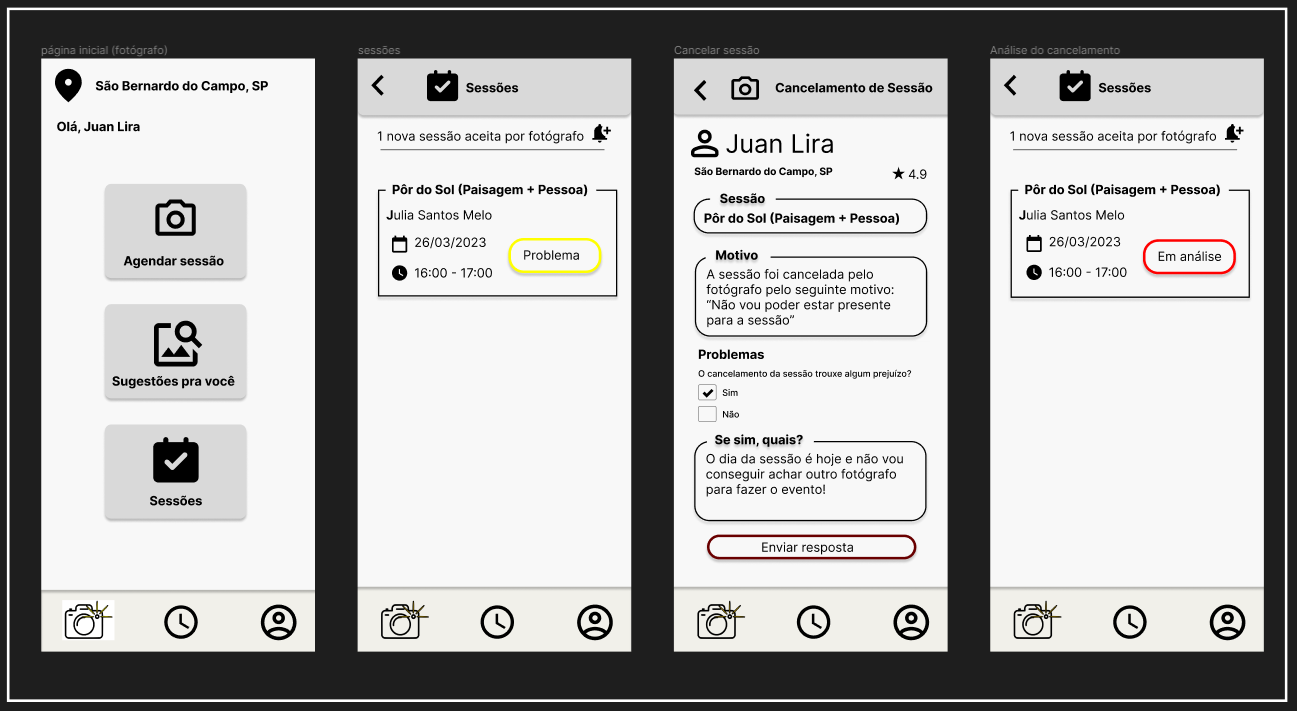 página inicial (fotógrafo)
São Bernardo do Campo, SP
Olá, Juan Lira
Agendar sessão
Sugestões pra você
Sessões
sessões
Sessões
1 nova sessão aceita por fotógrafo
Pôr do Sol (Paisagem + Pessoa)
Julia Santos Melo
26/03/2023
Problema
16:00 - 17:00
Cancelar sessão
Cancelamento de Sessão
Juan Lira
São Bernardo do Campo, SP
4.9
Sessão
Pôr do Sol (Paisagem + Pessoa)
Motivo
A sessão foi cancelada pelo
fotógrafo pelo seguinte motivo:
“Não vou poder estar presente
para a sessão”
Problemas
O cancelamento da sessão trouxe algum prejuízo?
Sim
Não
Se sim, quais?
O dia da sessão é hoje e não vou
conseguir achar outro fotógrafo
para fazer o evento!
Enviar resposta
Análise do cancelamento
Sessões
1 nova sessão aceita por fotógrafo
Pôr do Sol (Paisagem + Pessoa)
Julia Santos Melo
26/03/2023
Em análise
16:00 - 17:00